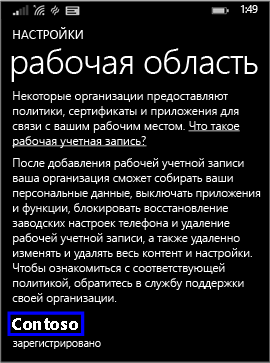 1:49
НАСТРОЙКИ
рабочая область
Некоторые организации предоставляют
политики, сертификаты и приложения для
связи с вашим рабочим местом. Что такое
рабочая учетная запись?
После добавления рабочей учетной записи
ваша организация сможет собирать ваши
персональные данные, выключать приложения
и функции, блокировать восстановление
заводских настроек телефона и удаление
рабочей учетной записи, а также удаленно
изменять и удалять весь контент и настройки.
Чтобы ознакомиться с соответствующей
политикой, обратитесь в службу поддержки
своей организации.
Contoso
зарегистрировано